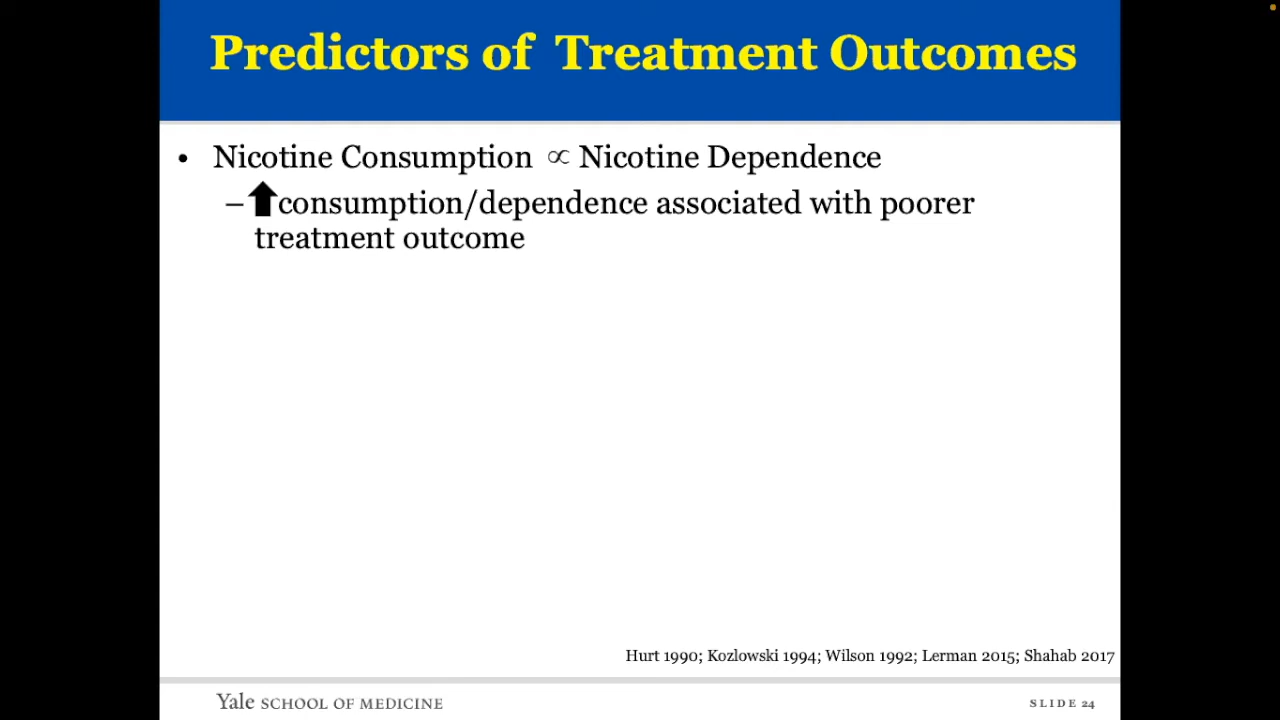 Predictors of Treatment Outcomes
• Nicotine Consumption ∝ Nicotine Dependence
–⬆consumption/dependence associated with poorer
treatment outcome
Hurt 1990; Kozlowski 1994; Wilson 1992; Lerman 2015; Shahab 2017
Yale SCHOOL OF MEDICINE
SLIDE 24